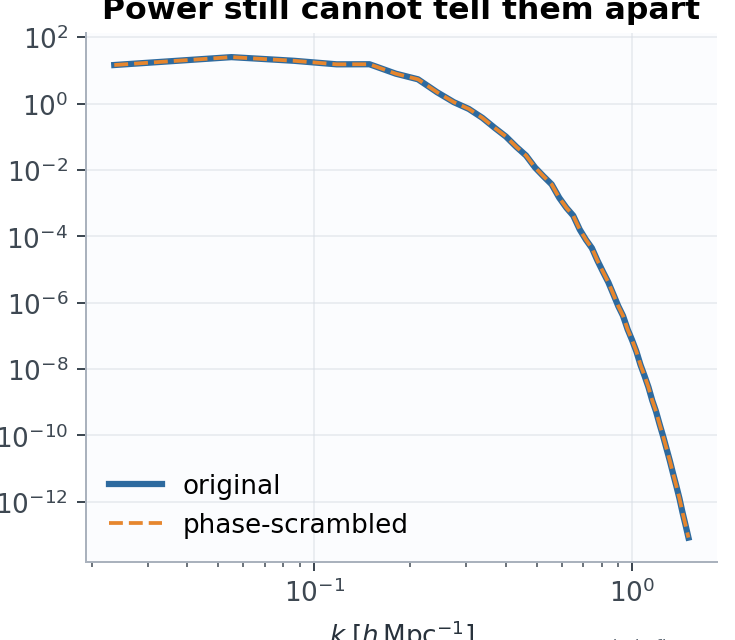 Power still cannot tell them apart
10²
10⁰
10⁻²
10⁻⁴
10⁻⁶
10⁻⁸
10⁻¹⁰
10⁻¹²
original
phase-scrambled
10⁻¹ 10⁰
k [h Mpc⁻¹]